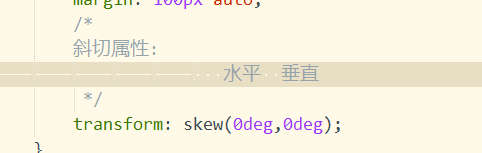 margin: 100px auto;
/*
斜切属性:
水平 垂直
*/
transform: skew(0deg,0deg);
}